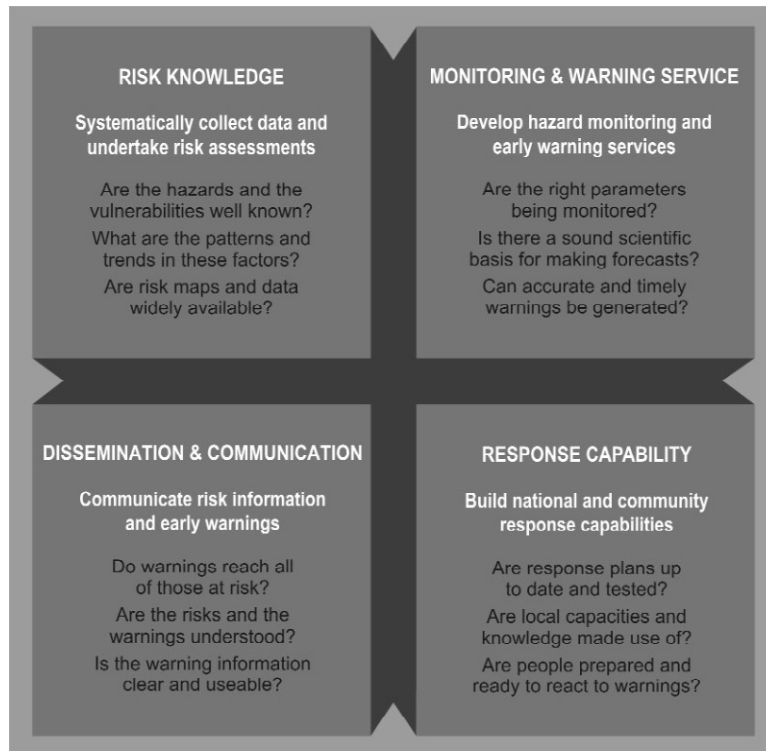 RISK KNOWLEDGE
Systematically collect data and
undertake risk assessments
Are the hazards and the
vulnerabilities well known?
What are the patterns and
trends in these factors?
Are risk maps and data
widely available?
MONITORING & WARNING SERVICE
Develop hazard monitoring and
early warning services
Are the right parameters
being monitored?
Is there a sound scientific
basis for making forecasts?
Can accurate and timely
warnings be generated?
DISSEMINATION & COMMUNICATION
Communicate risk information
and early warnings
Do warnings reach all
of those at risk?
Are the risks and the
warnings understood?
Is the warning information
clear and useable?
RESPONSE CAPABILITY
Build national and community
response capabilities
Are response plans up
to date and tested?
Are local capacities and
knowledge made use of?
Are people prepared and
ready to react to warnings?